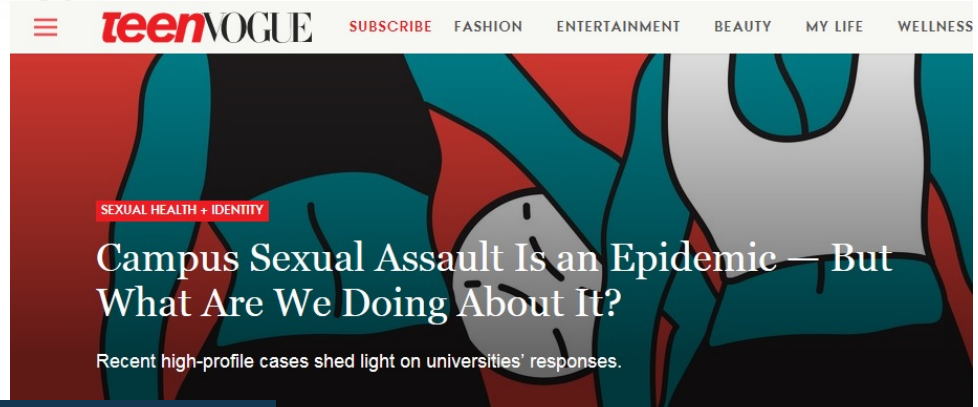 teenVOGUE SUBSCRIBE FASHION ENTERTAINMENT BEAUTY MY LIFE WELLNESS
SEXUAL HEALTH + IDENTITY
Campus Sexual Assault Is an Epidemic — But
What Are We Doing About It?
Recent high-profile cases shed light on universities’ responses.